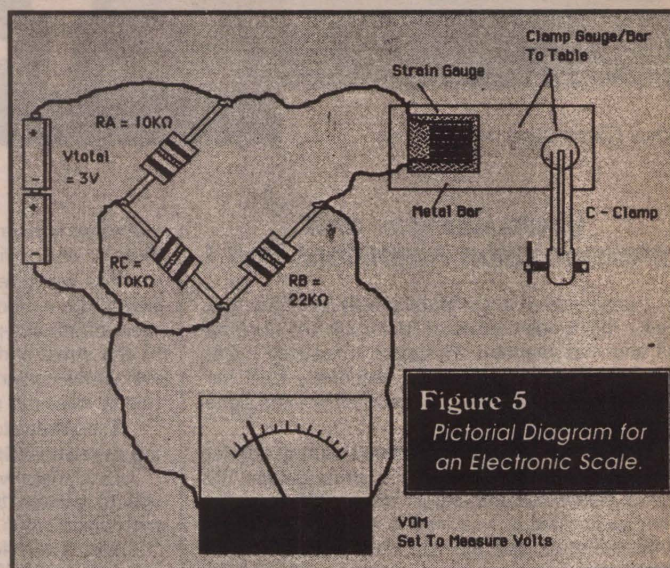 Clamp Gauge/Bar
To Table
Strain Gauge
RA = 10KΩ
+
Vtotal
= 3V
-
+
-
Metal Bar
C - Clamp
RC =
10KΩ
RB =
22KΩ
Figure 5
Pictorial Diagram for
an Electronic Scale.
VOM
Set To Measure Volts